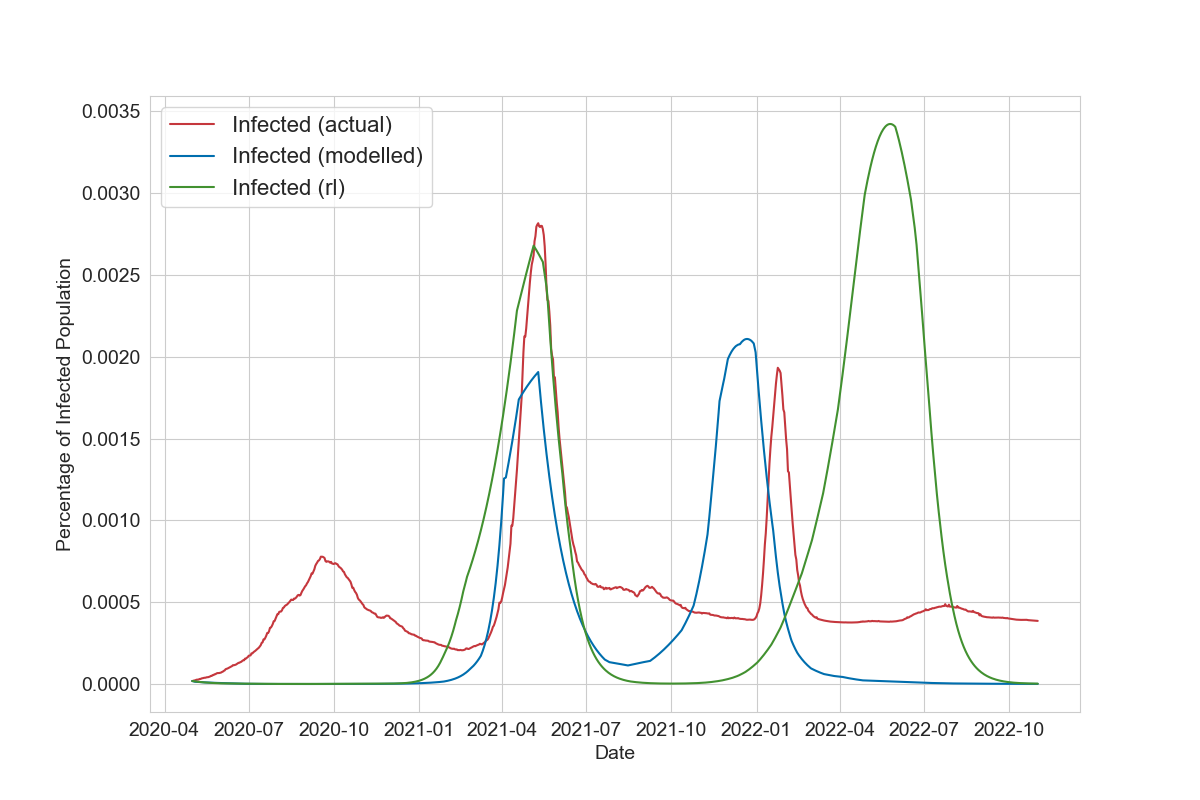 Infected (actual)
Infected (modelled)
Infected (rl)
Percentage of Infected Population
0.0035
0.0030
0.0025
0.0020
0.0015
0.0010
0.0005
0.0000
2020-04 2020-07 2020-10 2021-01 2021-04 2021-07 2021-10 2022-01 2022-04 2022-07 2022-10
Date